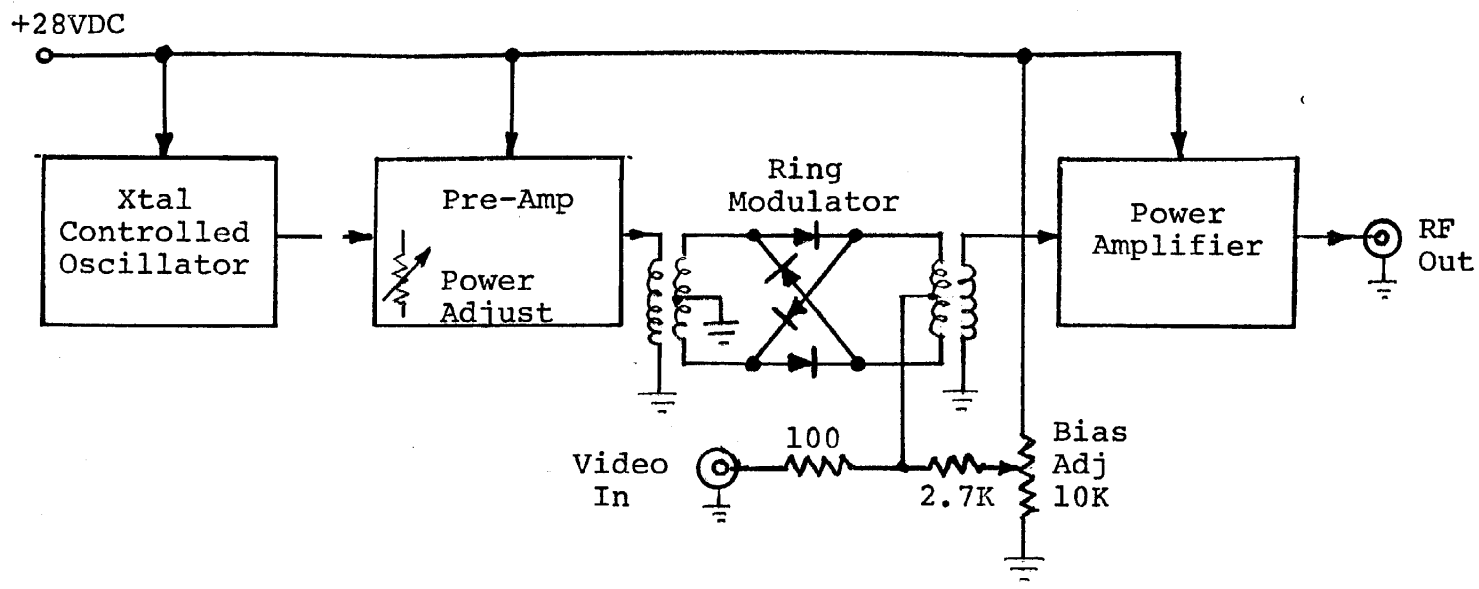 +28VDC
Xtal
Controlled
Oscillator
Pre-Amp
Power
Adjust
Ring
Modulator
Power
Amplifier
RF
Out
Video
In
100
2.7K
Bias
Adj
10K